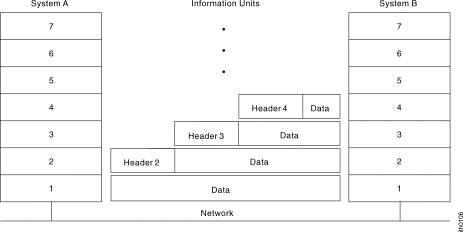 System A Information Units System B
7 7
6 6
5 5
4 Header 4 Data 4
3 Header 3 Data 3
2 Header 2 Data 2
1 Data 1
Network
ih0106